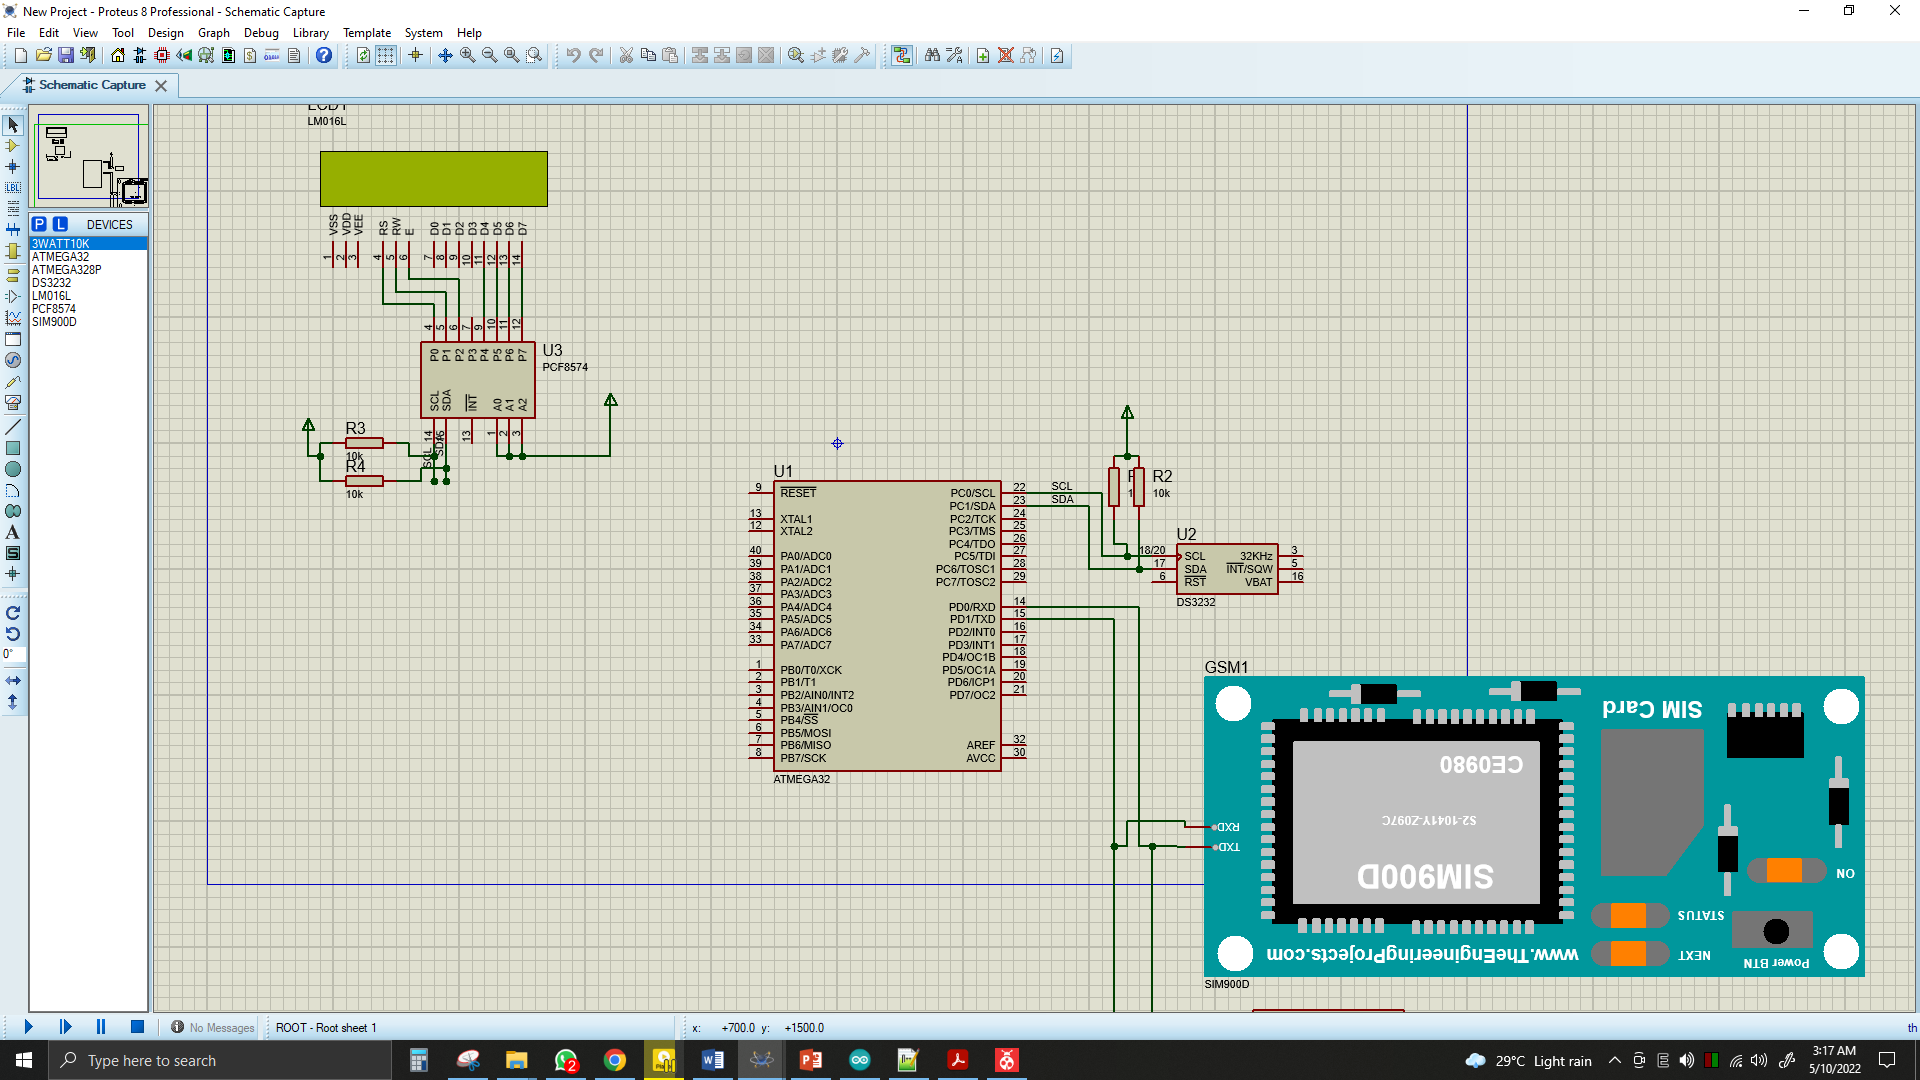 New Project - Proteus 8 Professional - Schematic Capture
File Edit View Tool Design Graph Debug Library Template System Help
Schematic Capture
P L DEVICES
3WATT10K
ATMEGA32
ATMEGA328P
DS3232
LM016L
PCF8574
SIM900D
LBL
A
S
0°
LCD1
LM016L
VSS VDD VEE RS RW E D0 D1 D2 D3 D4 D5 D6 D7
1 2 3 4 5 6 7 8 9 10 11 12 13 14
4 5 6 7 9 10 11 12
P0 P1 P2 P3 P4 P5 P6 P7
U3
PCF8574
SCL SDA INT A0 A1 A2
14 15 13 1 2 3
SCL SDA
R3
10k
R4
10k
U1
9 RESET
13 XTAL1
12 XTAL2
40 PA0/ADC0
39 PA1/ADC1
38 PA2/ADC2
37 PA3/ADC3
36 PA4/ADC4
35 PA5/ADC5
34 PA6/ADC6
33 PA7/ADC7
1 PB0/T0/XCK
2 PB1/T1
3 PB2/AIN0/INT2
4 PB3/AIN1/OC0
5 PB4/SS
6 PB5/MOSI
7 PB6/MISO
8 PB7/SCK
PC0/SCL 22 SCL
PC1/SDA 23 SDA
PC2/TCK 24
PC3/TMS 25
PC4/TDO 26
PC5/TDI 27
PC6/TOSC1 28
PC7/TOSC2 29
PD0/RXD 14
PD1/TXD 15
PD2/INT0 16
PD3/INT1 17
PD4/OC1B 18
PD5/OC1A 19
PD6/ICP1 20
PD7/OC2 21
AREF 32
AVCC 30
ATMEGA32
R2
10k
U2
18/20 SCL 32KHz 3
17 SDA INT/SQW 5
6 RST VBAT 16
DS3232
GSM1
SIM Card
CE0980
S2-1041Y-Z097C
SIM900D
RXD
TXD
ON
STATUS
NEXT
Power BTN
www.TheEngineeringProjects.com
SIM900D
No Messages ROOT - Root sheet 1 x: +700.0 y: +1500.0 th
Type here to search
2
29°C Light rain
3:17 AM
5/10/2022